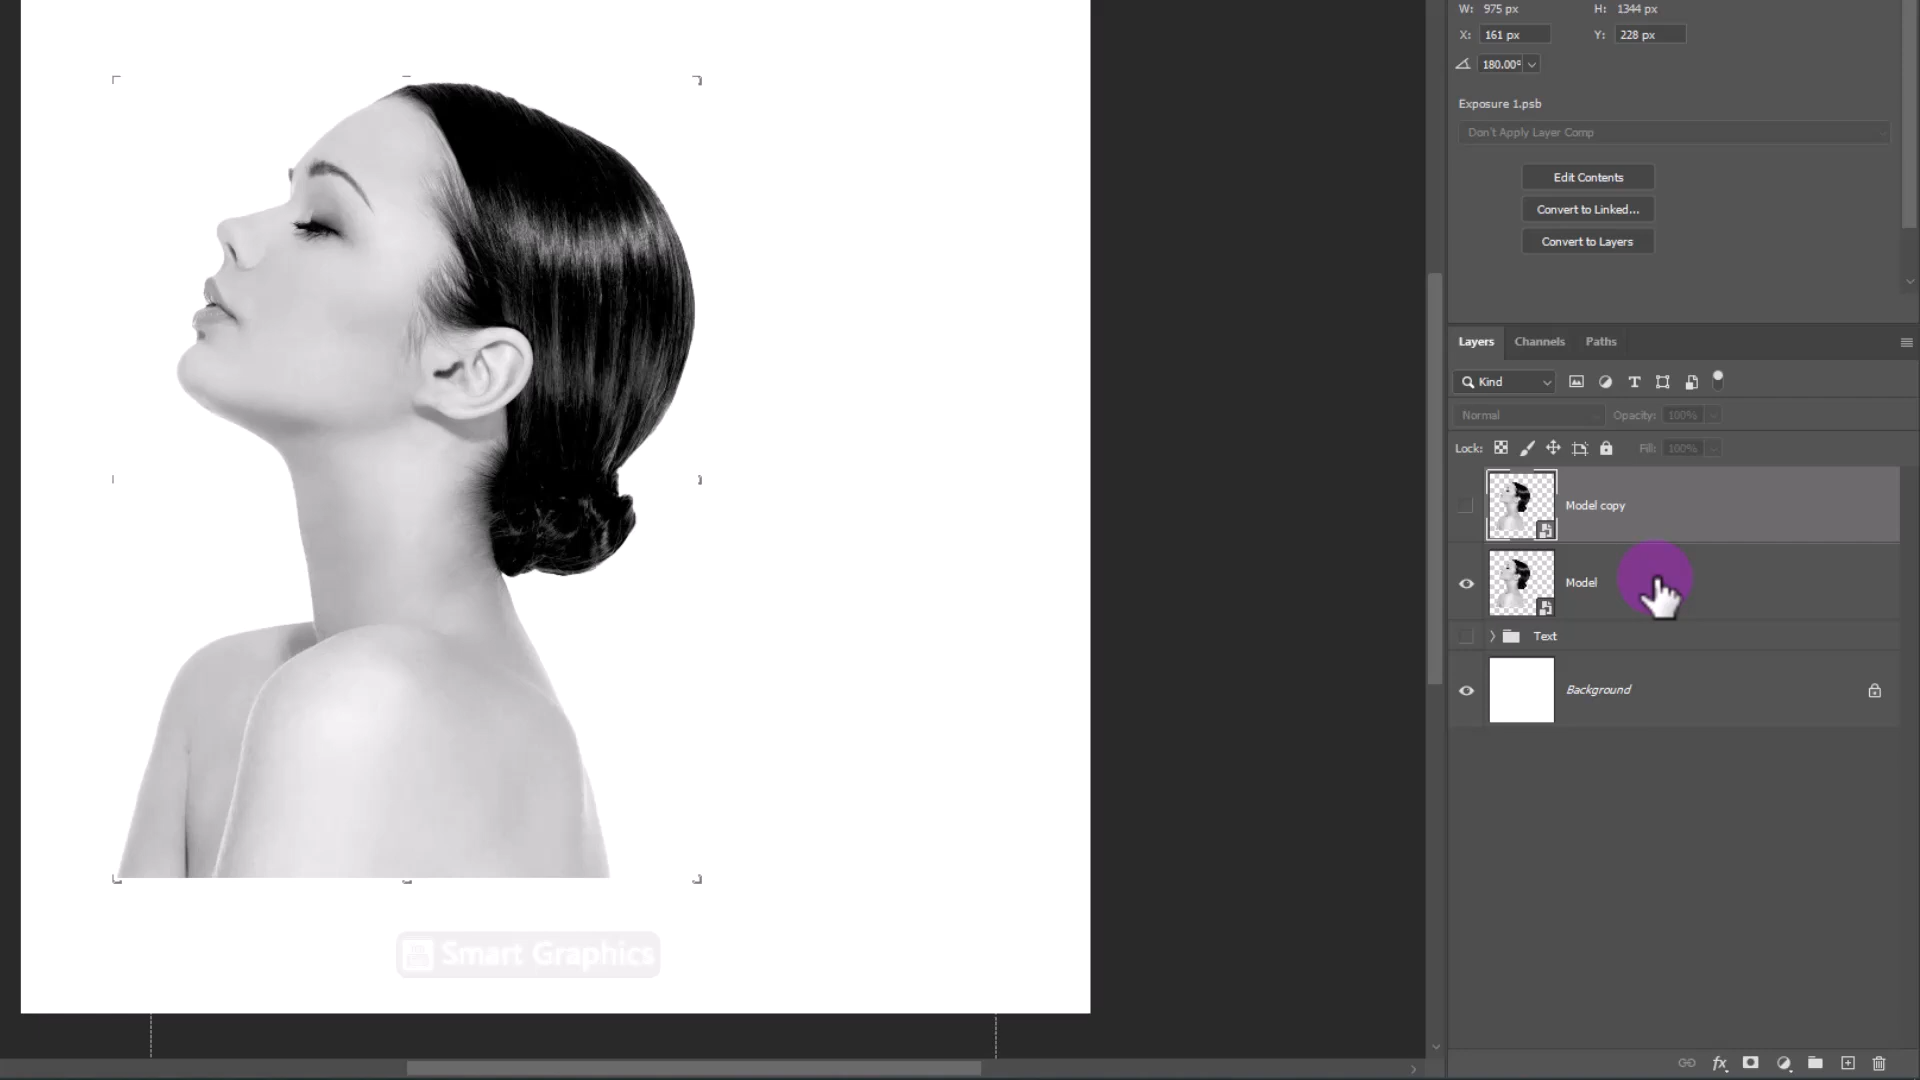 W: 975 px H: 1344 px
X: 161 px Y: 228 px
180.00°
Exposure 1.psb
Don't Apply Layer Comp
Edit Contents
Convert to Linked...
Convert to Layers
Layers Channels Paths
Kind
Normal Opacity: 100%
Lock: Fill: 100%
Model copy
Model
Text
Background
fx
Smart Graphics